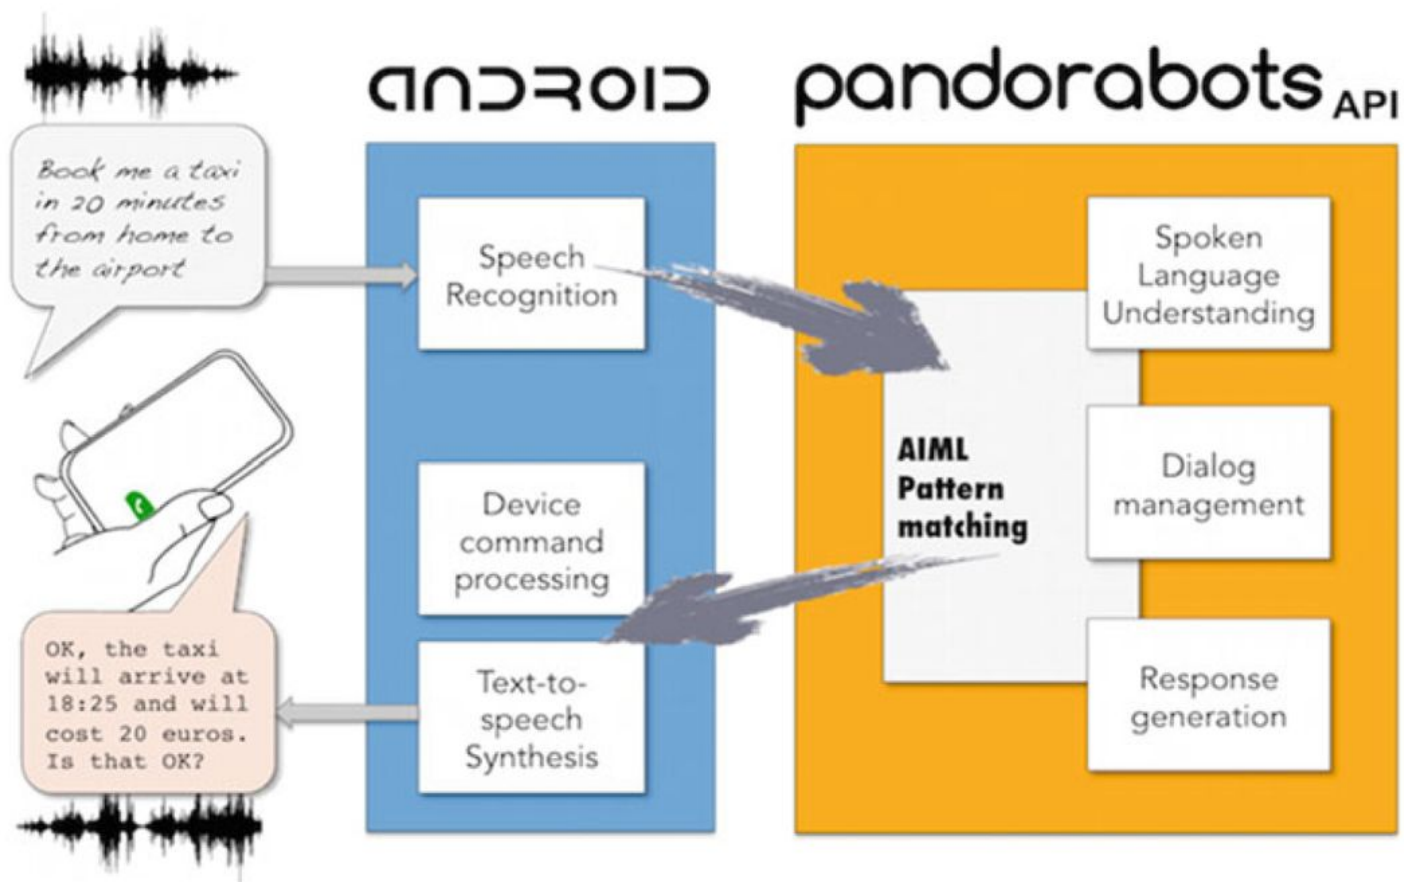 ANDROID
pandorabots API
Book me a taxi
in 20 minutes
from home to
the airport
Speech
Recognition
Spoken
Language
Understanding
AIML
Pattern
matching
Dialog
management
Device
command
processing
OK, the taxi
will arrive at
18:25 and will
cost 20 euros.
Is that OK?
Text-to-
speech
Synthesis
Response
generation